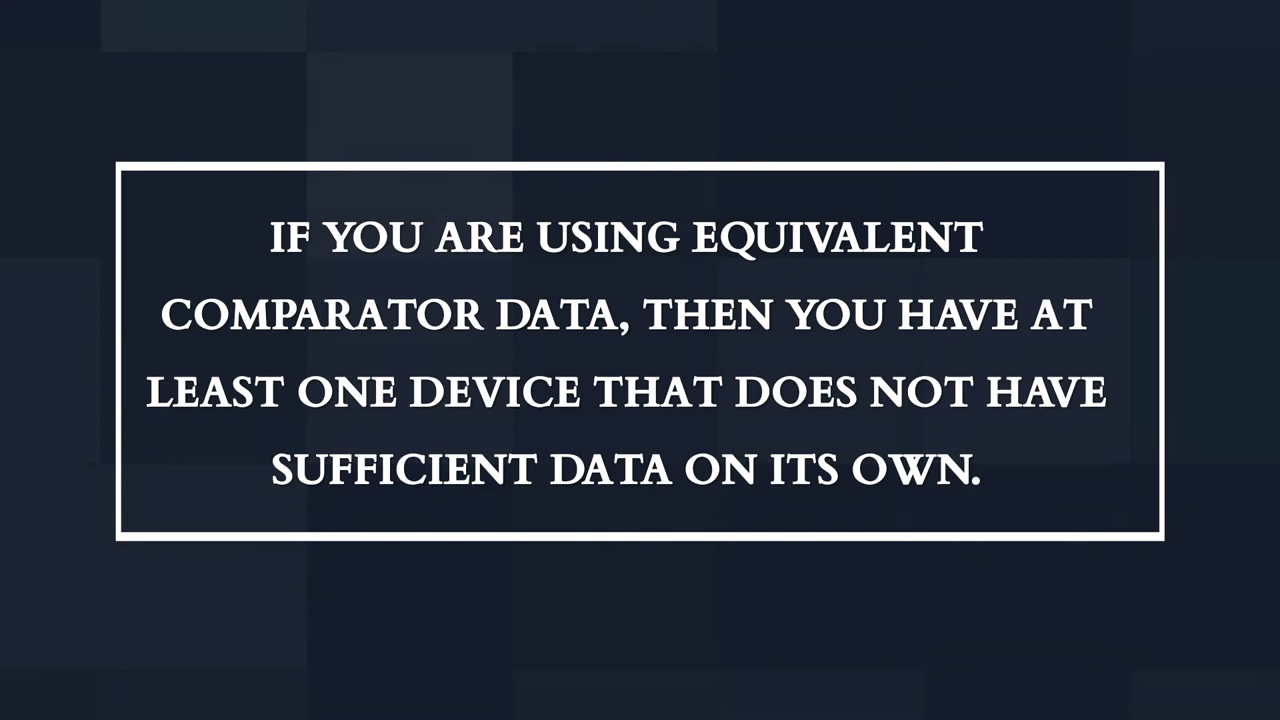 IF YOU ARE USING EQUIVALENT
COMPARATOR DATA, THEN YOU HAVE AT
LEAST ONE DEVICE THAT DOES NOT HAVE
SUFFICIENT DATA ON ITS OWN.